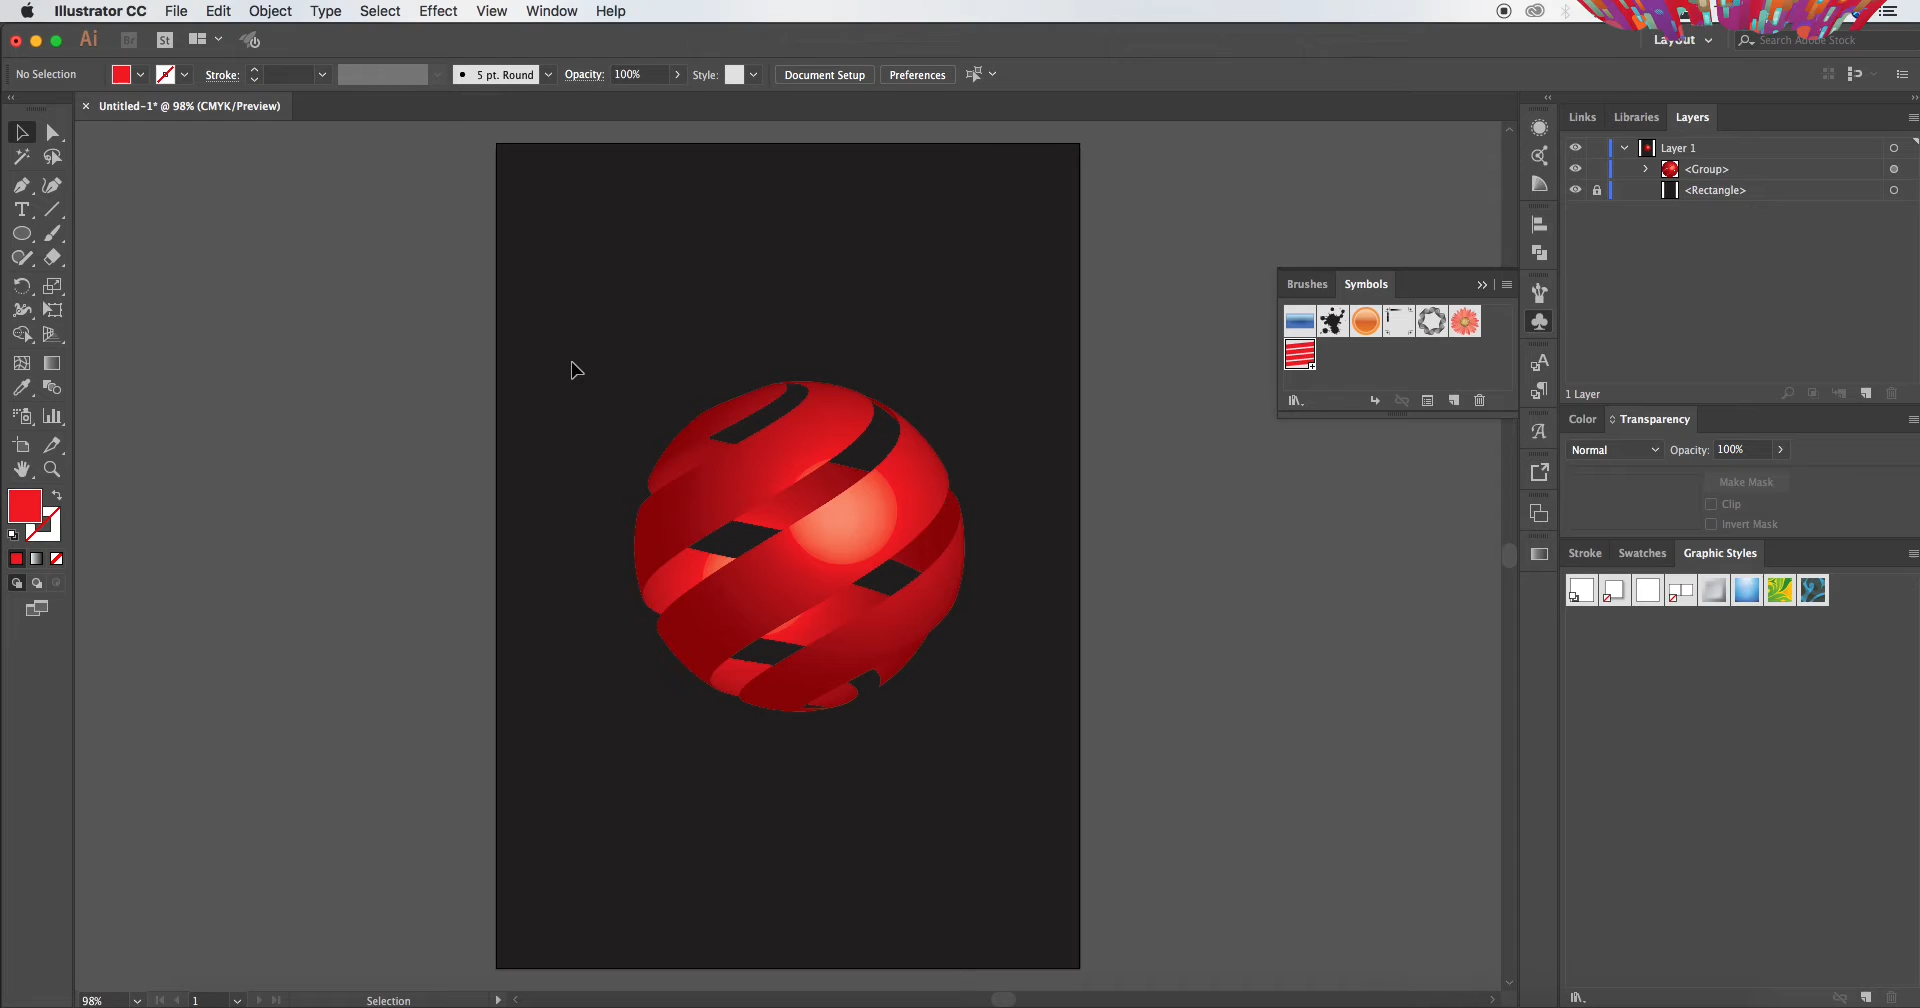 Illustrator CC File Edit Object Type Select Effect View Window Help
Ai Br St Layout Search Adobe Stock
No Selection Stroke: 5 pt. Round Opacity: 100% Style: Document Setup Preferences
× Untitled-1* @ 98% (CMYK/Preview)
Links Libraries Layers
Layer 1
<Group>
<Rectangle>
Brushes Symbols
1 Layer
Color Transparency
Normal Opacity: 100%
Make Mask
Clip
Invert Mask
Stroke Swatches Graphic Styles
98% 1 Selection